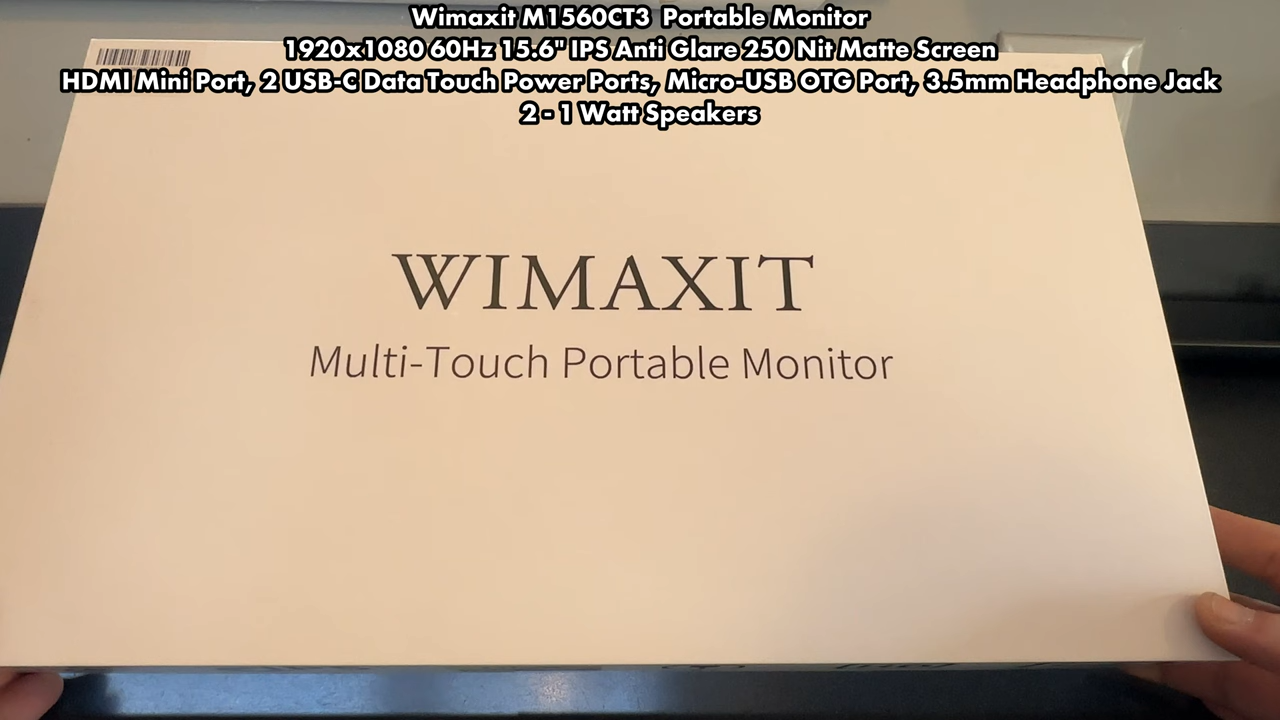 Wimaxit M1560CT3 Portable Monitor
1920x1080 60Hz 15.6" IPS Anti Glare 250 Nit Matte Screen
HDMI Mini Port, 2 USB-C Data Touch Power Ports, Micro-USB OTG Port, 3.5mm Headphone Jack
2 - 1 Watt Speakers
WIMAXIT
Multi-Touch Portable Monitor